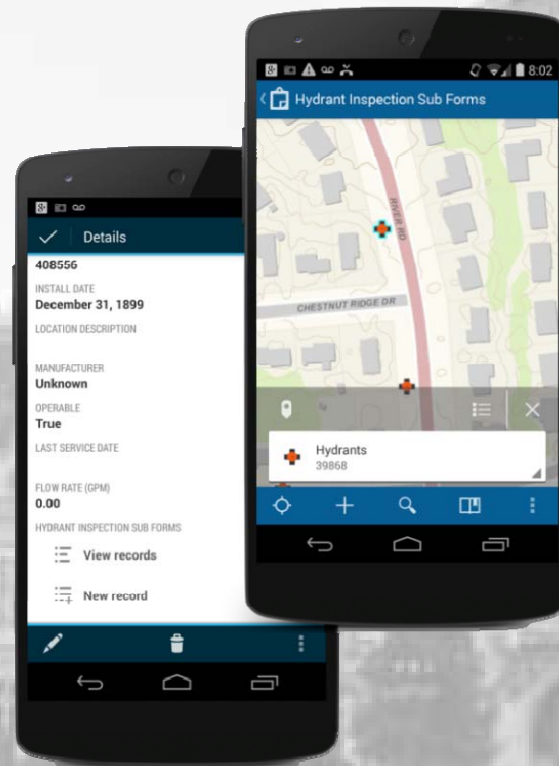 Details
408556
INSTALL DATE
December 31, 1899
LOCATION DESCRIPTION
MANUFACTURER
Unknown
OPERABLE
True
LAST SERVICE DATE
FLOW RATE (GPM)
0.00
HYDRANT INSPECTION SUB FORMS
View records
New record
8:02
Hydrant Inspection Sub Forms
RIVER RD
CHESTNUT RIDGE DR
Hydrants
39868